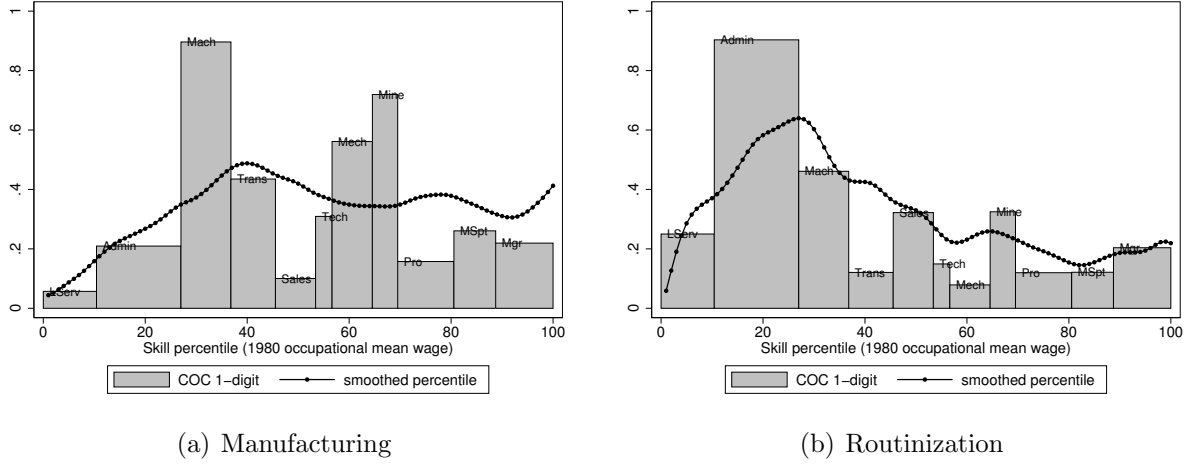 1
.8
.6
.4
.2
0
Mach
Mine
Mech
Trans
Tech
MSpt
Admin
Mgr
Pro
Sales
LServ
0 20 40 60 80 100
Skill percentile (1980 occupational mean wage)
COC 1−digit smoothed percentile
(a) Manufacturing
1
.8
.6
.4
.2
0
Admin
Mach
Sales
Mine
LServ
Mgr
Tech
Trans
Pro
MSpt
Mech
0 20 40 60 80 100
Skill percentile (1980 occupational mean wage)
COC 1−digit smoothed percentile
(b) Routinization